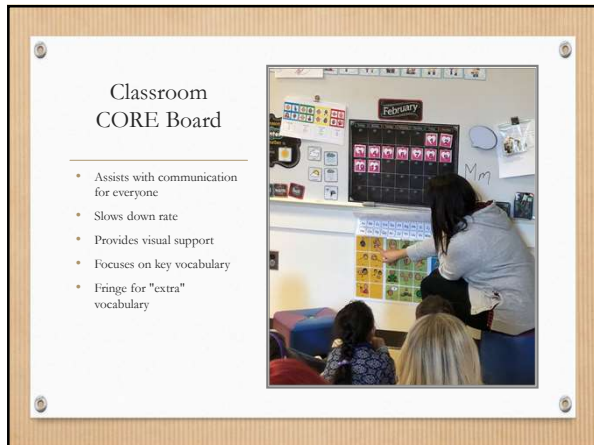 Classroom
CORE Board
• Assists with communication
for everyone
• Slows down rate
• Provides visual support
• Focuses on key vocabulary
• Fringe for "extra"
vocabulary
February
Mm